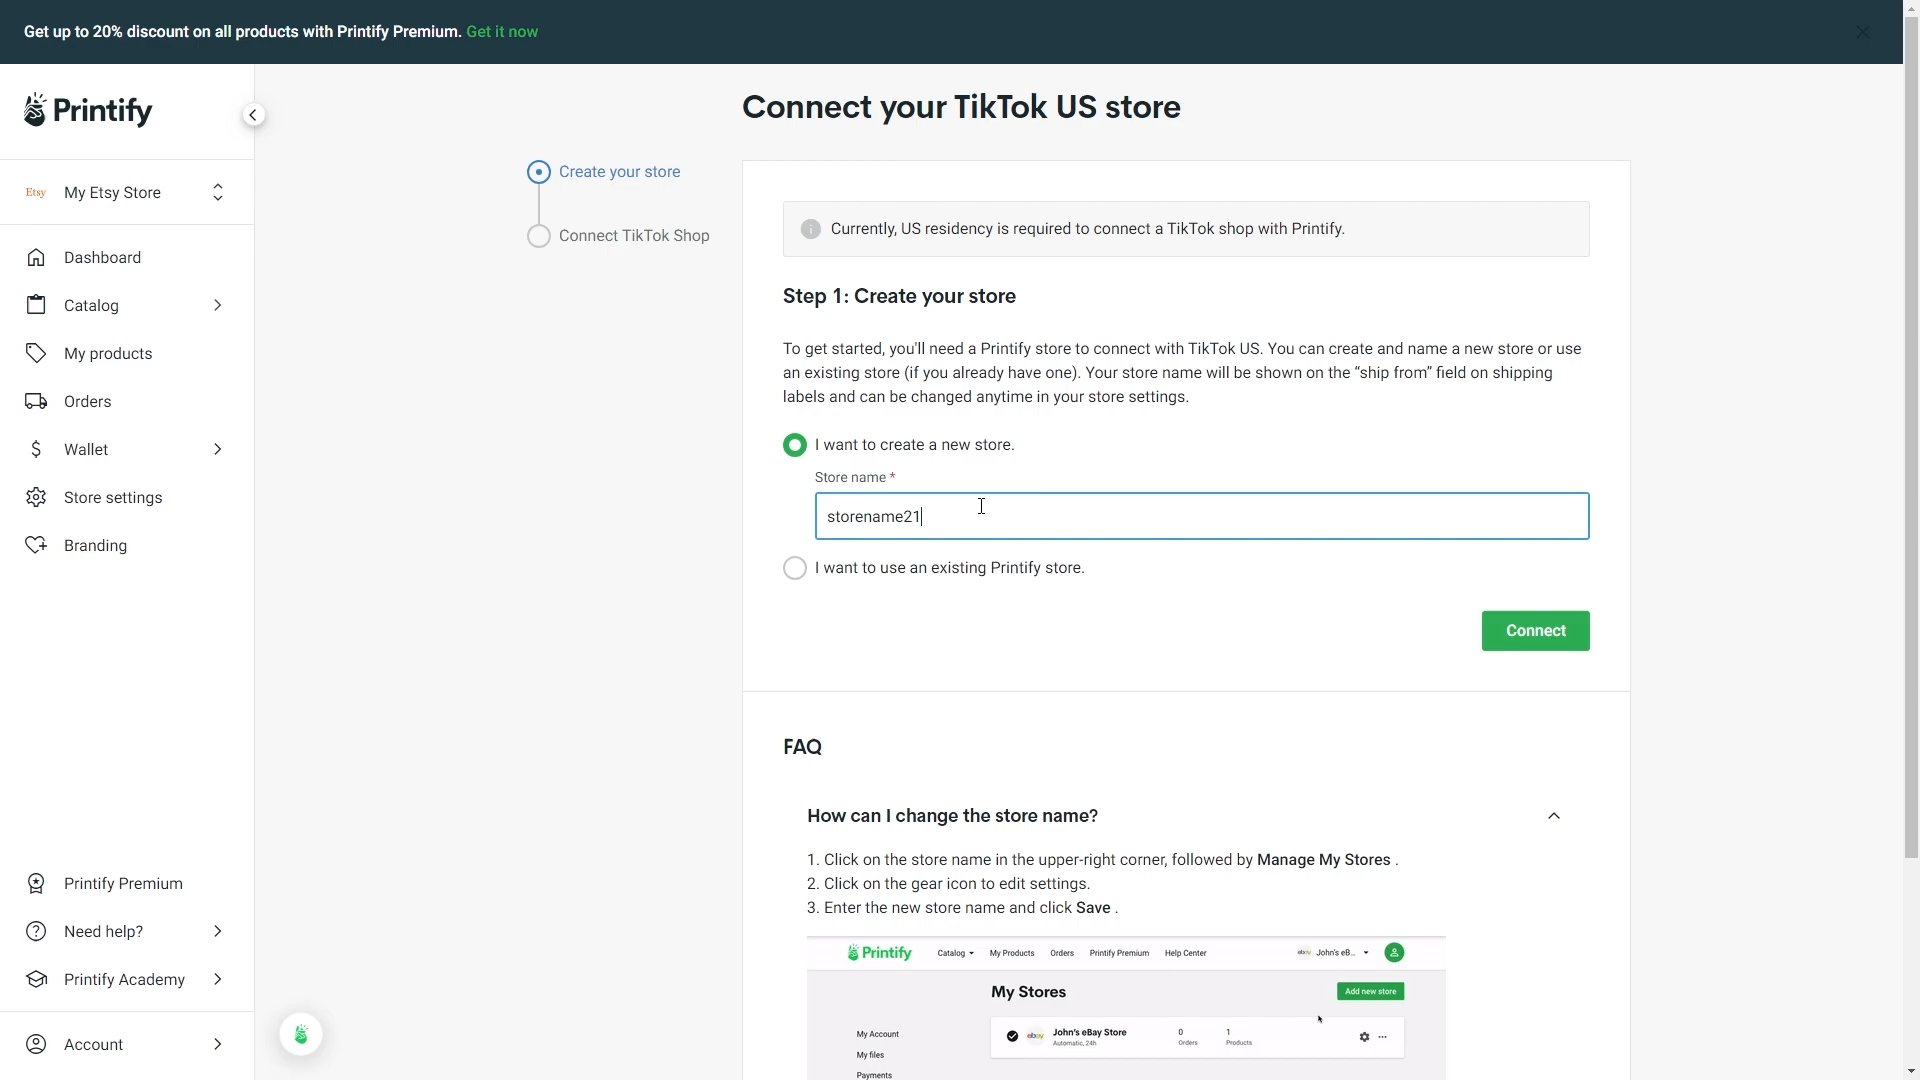 Get up to 20% discount on all products with Printify Premium. Get it now
Printify
Etsy My Etsy Store
Dashboard
Catalog
My products
Orders
Wallet
Store settings
Branding
Printify Premium
Need help?
Printify Academy
Account
Connect your TikTok US store
Create your store
Connect TikTok Shop
Currently, US residency is required to connect a TikTok shop with Printify.
Step 1: Create your store
To get started, you'll need a Printify store to connect with TikTok US. You can create and name a new store or use
an existing store (if you already have one). Your store name will be shown on the “ship from” field on shipping
labels and can be changed anytime in your store settings.
I want to create a new store.
Store name *
storename21
I want to use an existing Printify store.
Connect
FAQ
How can I change the store name?
1. Click on the store name in the upper-right corner, followed by Manage My Stores .
2. Click on the gear icon to edit settings.
3. Enter the new store name and click Save .
Printify Catalog My Products Orders Printify Premium Help Center ebay John's eB...
My Stores Add new store
ebay John's eBay Store 0 1
Automatic, 24h Orders Products
My Account
My files
Payments